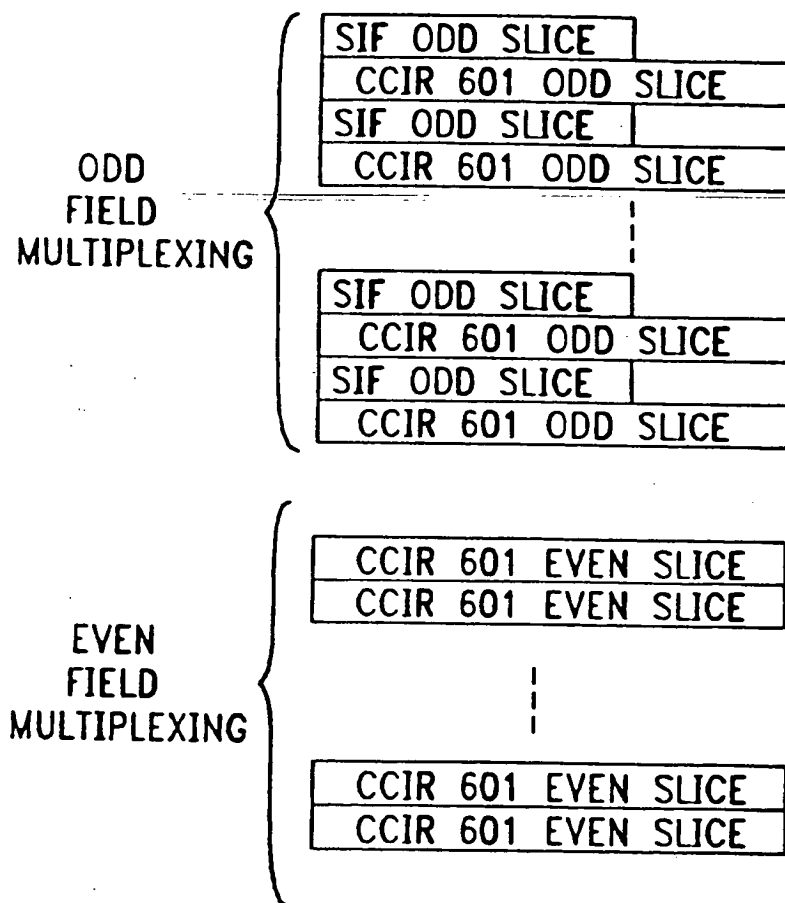 SIF ODD SLICE
CCIR 601 ODD SLICE
SIF ODD SLICE
CCIR 601 ODD SLICE
ODD
FIELD
MULTIPLEXING
SIF ODD SLICE
CCIR 601 ODD SLICE
SIF ODD SLICE
CCIR 601 ODD SLICE
CCIR 601 EVEN SLICE
CCIR 601 EVEN SLICE
EVEN
FIELD
MULTIPLEXING
CCIR 601 EVEN SLICE
CCIR 601 EVEN SLICE